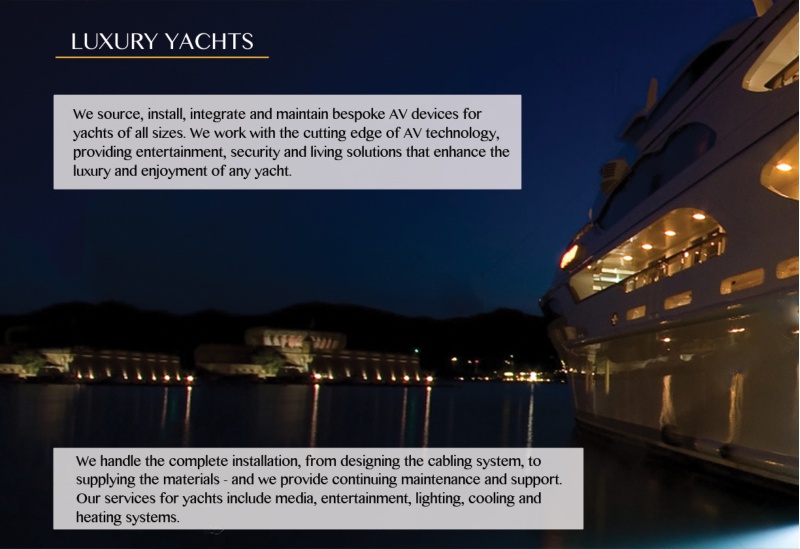 LUXURY YACHTS
We source, install, integrate and maintain bespoke AV devices for
yachts of all sizes. We work with the cutting edge of AV technology,
providing entertainment, security and living solutions that enhance the
luxury and enjoyment of any yacht.
We handle the complete installation, from designing the cabling system, to
supplying the materials - and we provide continuing maintenance and support.
Our services for yachts include media, entertainment, lighting, cooling and
heating systems.